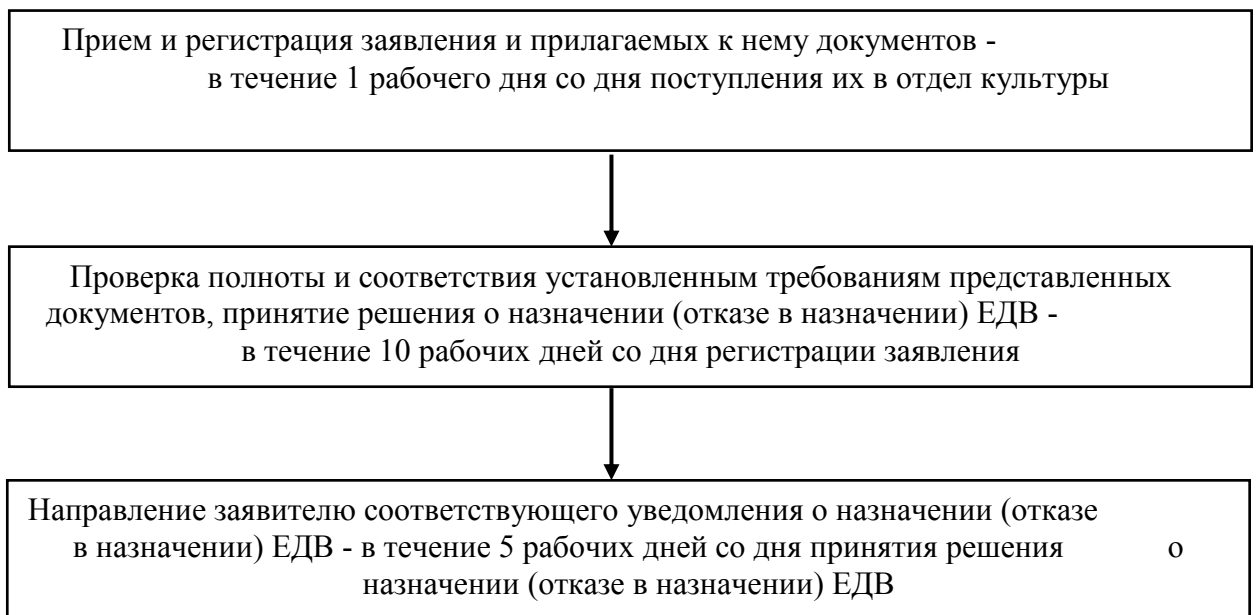 Прием и регистрация заявления и прилагаемых к нему документов -
в течение 1 рабочего дня со дня поступления их в отдел культуры
Проверка полноты и соответствия установленным требованиям представленных
документов, принятие решения о назначении (отказе в назначении) ЕДВ -
в течение 10 рабочих дней со дня регистрации заявления
Направление заявителю соответствующего уведомления о назначении (отказе
в назначении) ЕДВ - в течение 5 рабочих дней со дня принятия решения о
назначении (отказе в назначении) ЕДВ